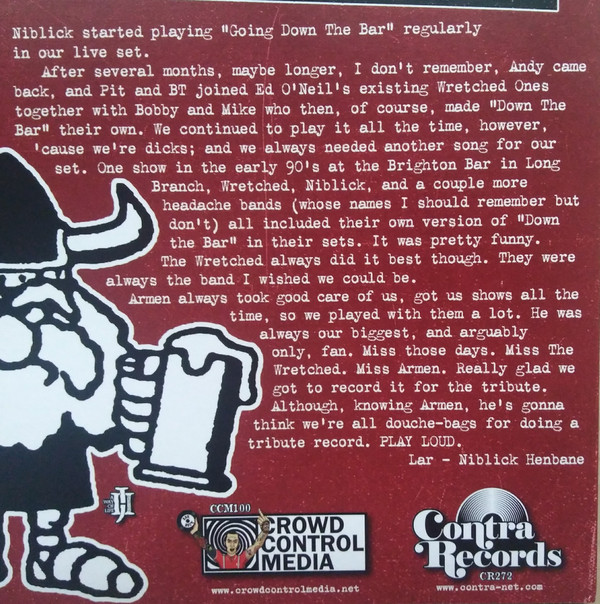 Niblick started playing "Going Down The Bar" regularly
in our live set.
After several months, maybe longer, I don't remember, Andy came
back, and Pit and BT joined Ed O'Neil's existing Wretched Ones
together with Bobby and Mike who then, of course, made "Down The
Bar" their own. We continued to play it all the time, however,
'cause we're dicks; and we always needed another song for our
set. One show in the early 90's at the Brighton Bar in Long
Branch, Wretched, Niblick, and a couple more
headache bands (whose names I should remember but
don't) all included their own version of "Down
the Bar" in their sets. It was pretty funny.
The Wretched always did it best though. They were
always the band I wished we could be.
Armen always took good care of us, got us shows all the
time, so we played with them a lot. He was
always our biggest, and arguably
only, fan. Miss those days. Miss The
Wretched. Miss Armen. Really glad we
got to record it for the tribute.
Although, knowing Armen, he's gonna
think we're all douche-bags for doing a
tribute record. PLAY LOUD.
Lar - Niblick Henbane
CCM100
CROWD
CONTROL
MEDIA
www.crowdcontrolmedia.net
Contra
Records
CR272
www.contra-net.com